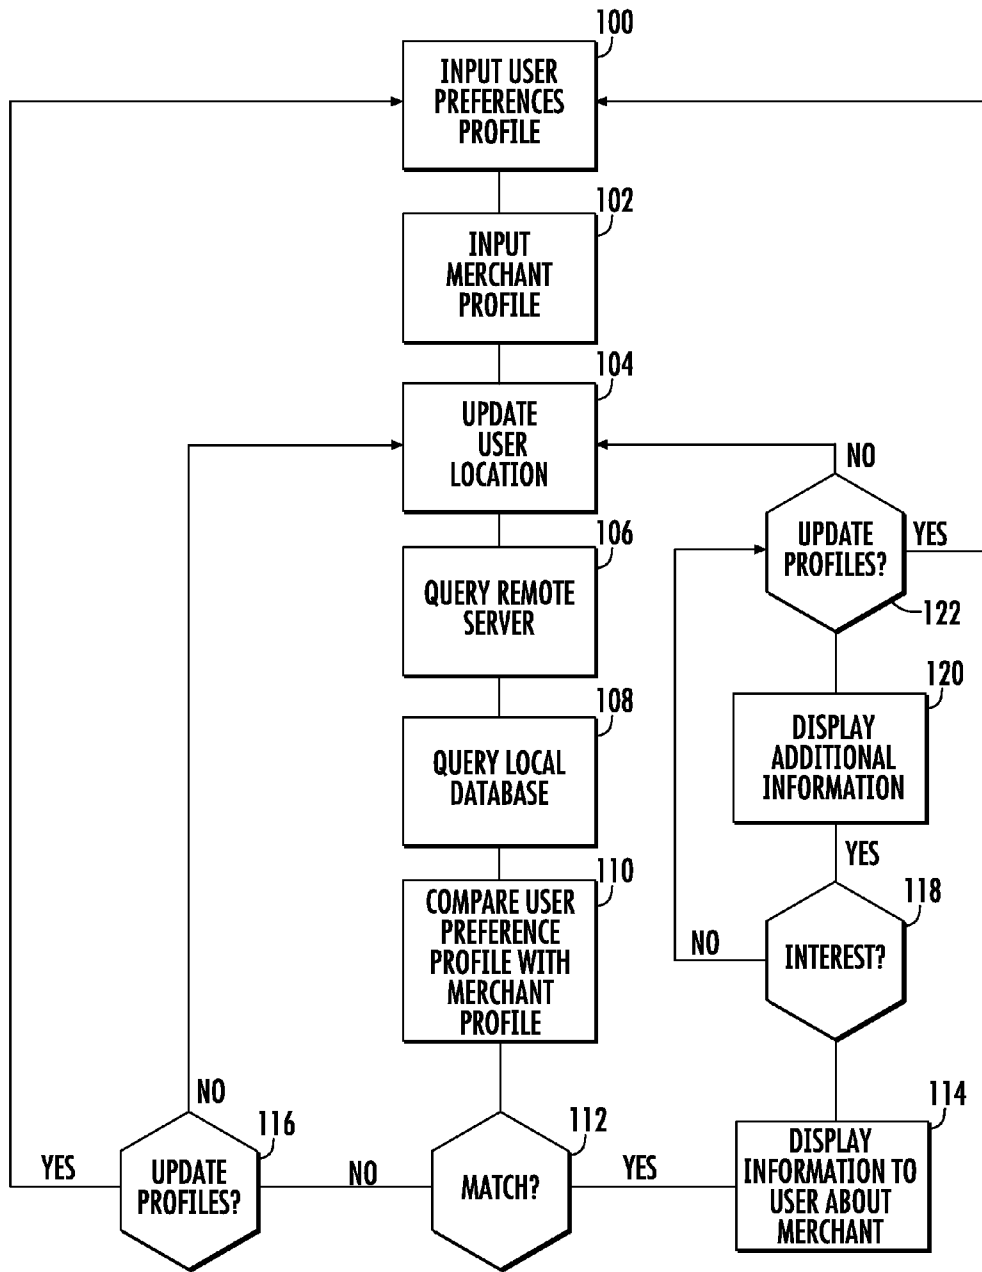 100
INPUT USER
PREFERENCES
PROFILE
102
INPUT
MERCHANT
PROFILE
104
UPDATE
USER
LOCATION
106
QUERY REMOTE
SERVER
108
QUERY LOCAL
DATABASE
110
COMPARE USER
PREFERENCE
PROFILE WITH
MERCHANT
PROFILE
112
MATCH?
NO
YES
116
UPDATE
PROFILES?
NO
YES
114
DISPLAY
INFORMATION TO
USER ABOUT
MERCHANT
118
INTEREST?
NO
YES
120
DISPLAY
ADDITIONAL
INFORMATION
122
UPDATE
PROFILES?
NO
YES